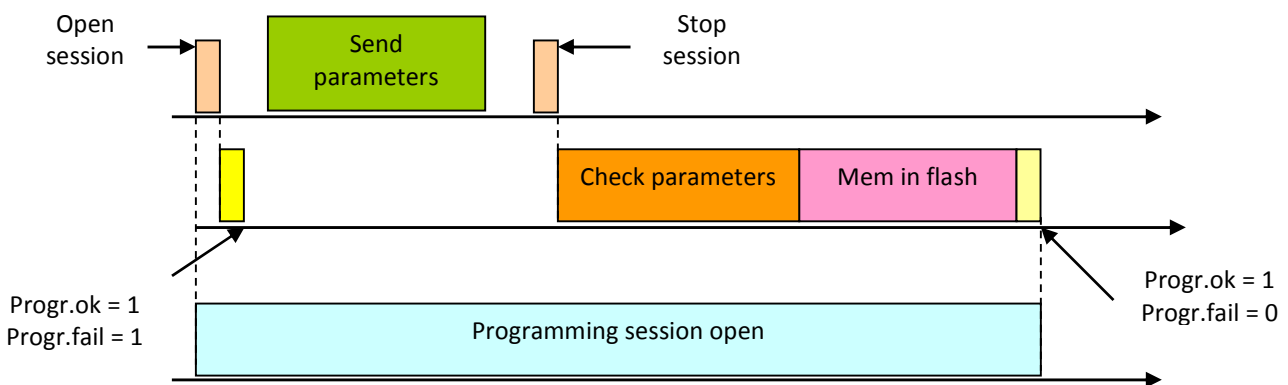 Open
session
Send
parameters
Stop
session
Check parameters
Mem in flash
Progr.ok = 1
Progr.fail = 1
Progr.ok = 1
Progr.fail = 0
Programming session open